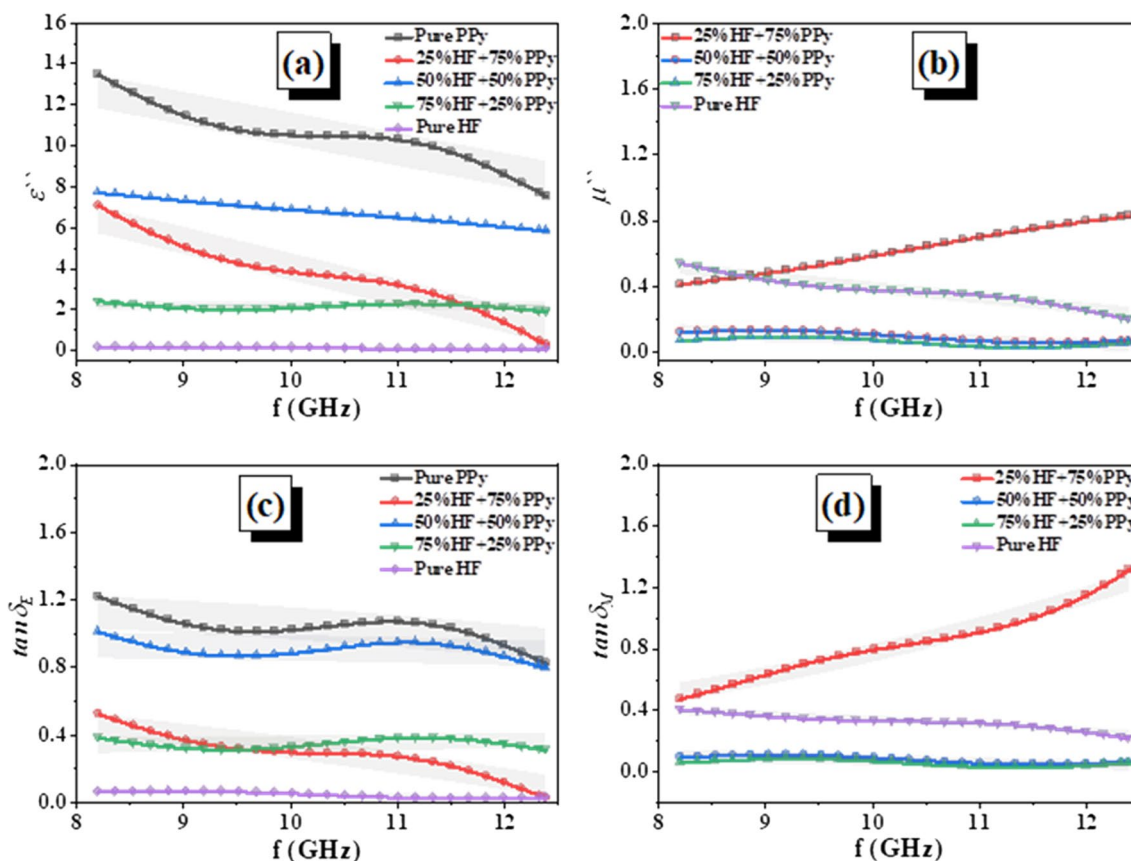 (a)
Pure PPy
25%HF+75%PPy
50%HF+50%PPy
75%HF+25%PPy
Pure HF
16
14
12
10
8
6
4
2
0
ε``
8 9 10 11 12
f (GHz)
(b)
25%HF+75%PPy
50%HF+50%PPy
75%HF+25%PPy
Pure HF
2.0
1.6
1.2
0.8
0.4
0.0
μ``
8 9 10 11 12
f (GHz)
(c)
Pure PPy
25%HF+75%PPy
50%HF+50%PPy
75%HF+25%PPy
Pure HF
2.0
1.6
1.2
0.8
0.4
0.0
tan δE
8 9 10 11 12
f (GHz)
(d)
25%HF+75%PPy
50%HF+50%PPy
75%HF+25%PPy
Pure HF
2.0
1.6
1.2
0.8
0.4
0.0
tan δM
8 9 10 11 12
f (GHz)